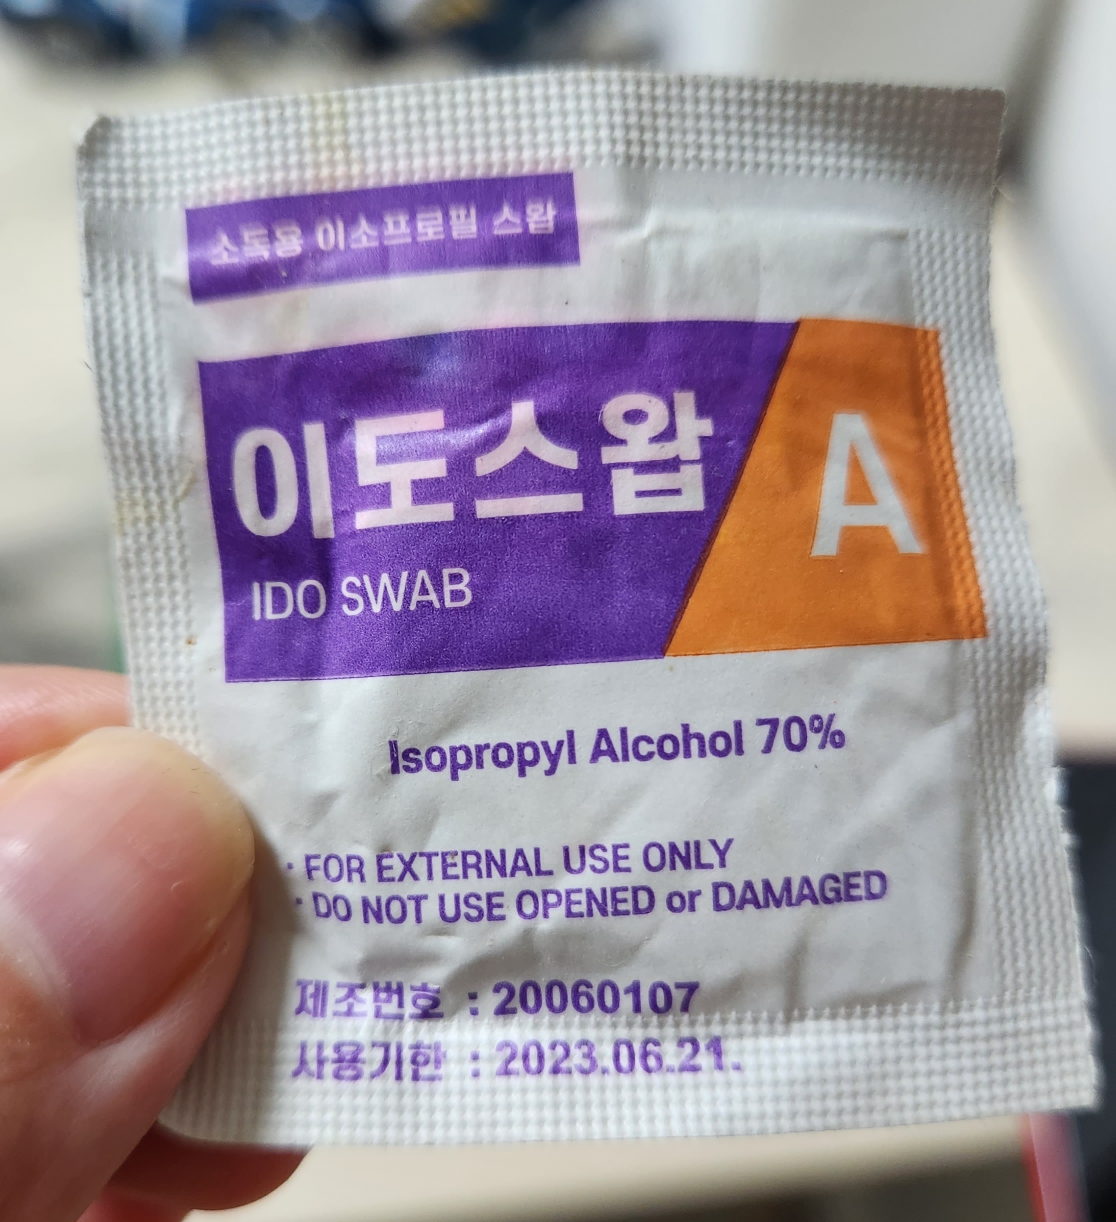 소독용 이소프로필 스왑
이도스왑
A
IDO SWAB
Isopropyl Alcohol 70%
· FOR EXTERNAL USE ONLY
· DO NOT USE OPENED or DAMAGED
제조번호 : 20060107
사용기한 : 2023.06.21.